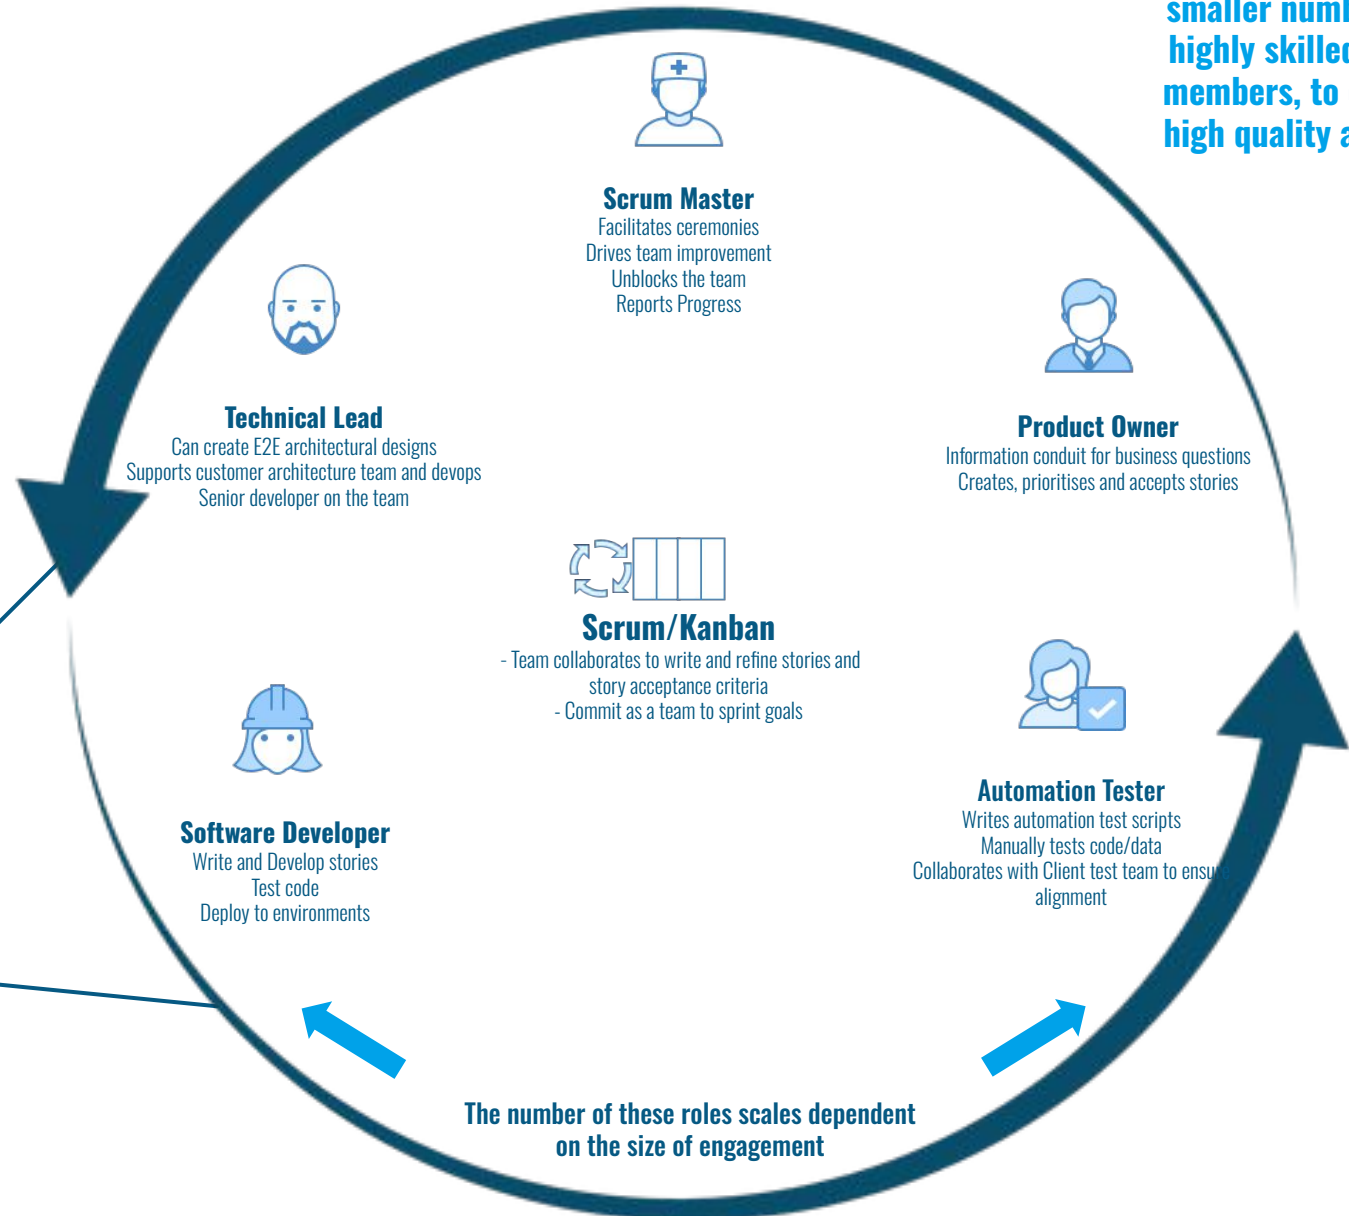 smaller
highly skilled
members, to
high quality
Scrum Master
Facilitates ceremonies
Drives team improvement
Unblocks the team
Reports Progress
Technical Lead
Can create E2E architectural designs
Supports customer architecture team and devops
Senior developer on the team
Product Owner
Information conduit for business questions
Creates, prioritises and accepts stories
Scrum/Kanban
- Team collaborates to write and refine stories and
story acceptance criteria
- Commit as a team to sprint goals
Software Developer
Write and Develop stories
Test code
Deploy to environments
Automation Tester
Writes automation test scripts
Manually tests code/data
Collaborates with Client test team to ensure
alignment
The number of these roles scales dependent
on the size of engagement